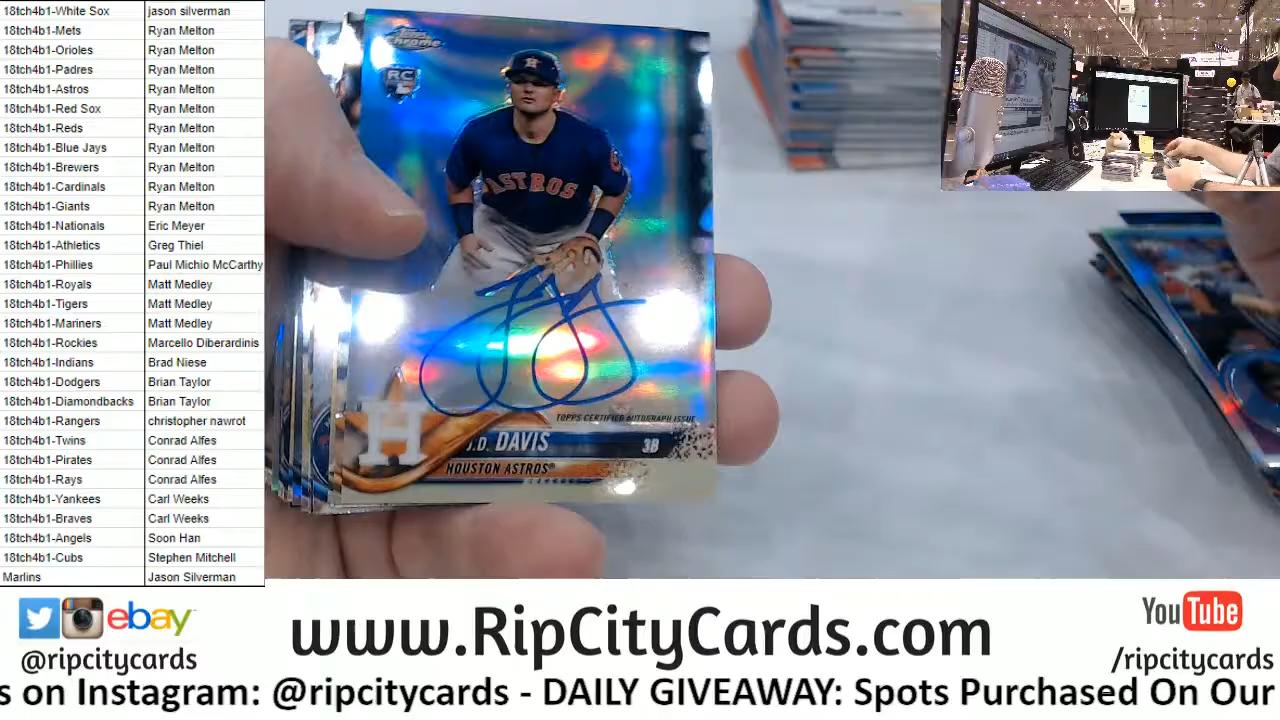 18tch4b1-White Sox jason silverman
18tch4b1-Mets Ryan Melton
18tch4b1-Orioles Ryan Melton
18tch4b1-Padres Ryan Melton
18tch4b1-Astros Ryan Melton
18tch4b1-Red Sox Ryan Melton
18tch4b1-Reds Ryan Melton
18tch4b1-Blue Jays Ryan Melton
18tch4b1-Brewers Ryan Melton
18tch4b1-Cardinals Ryan Melton
18tch4b1-Giants Ryan Melton
18tch4b1-Nationals Eric Meyer
18tch4b1-Athletics Greg Thiel
18tch4b1-Phillies Paul Michio McCarthy
18tch4b1-Royals Matt Medley
18tch4b1-Tigers Matt Medley
18tch4b1-Mariners Matt Medley
18tch4b1-Rockies Marcello Diberardinis
18tch4b1-Indians Brad Niese
18tch4b1-Dodgers Brian Taylor
18tch4b1-Diamondbacks Brian Taylor
18tch4b1-Rangers christopher nawrot
18tch4b1-Twins Conrad Alfes
18tch4b1-Pirates Conrad Alfes
18tch4b1-Rays Conrad Alfes
18tch4b1-Yankees Carl Weeks
18tch4b1-Braves Carl Weeks
18tch4b1-Angels Soon Han
18tch4b1-Cubs Stephen Mitchell
Marlins Jason Silverman
Topps Chrome
RC
H
ASTROS
TOPPS CERTIFIED AUTOGRAPH ISSUE
H
J.D. DAVIS 3B
HOUSTON ASTROS®
ebay
@ripcitycards
www.RipCityCards.com
YouTube
/ripcitycards
s on Instagram: @ripcitycards - DAILY GIVEAWAY: Spots Purchased On Our